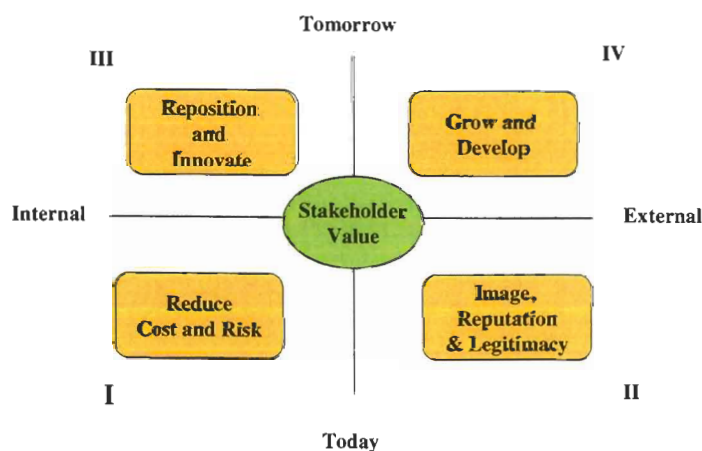 Tomorrow
III
IV
Reposition
and
Innovate
Grow and
Develop
Internal
Stakeholder
Value
External
Reduce
Cost and Risk
Image,
Reputation
& Legitimacy
I
II
Today